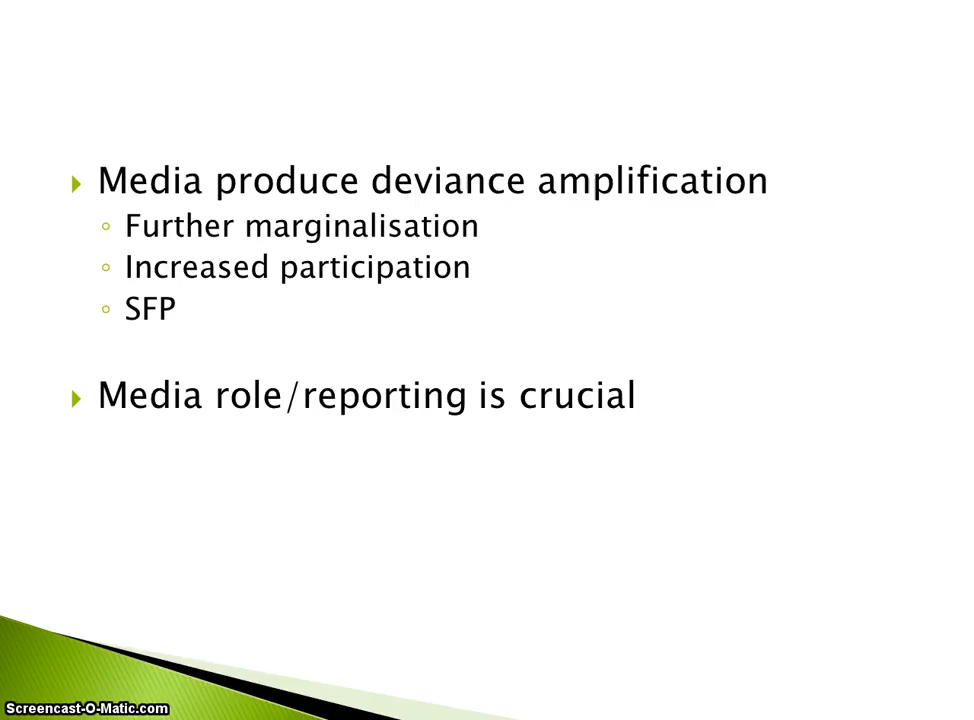 Media produce deviance amplification
Further marginalisation
Increased participation
SFP
Media role/reporting is crucial
Screencast-O-Matic.com